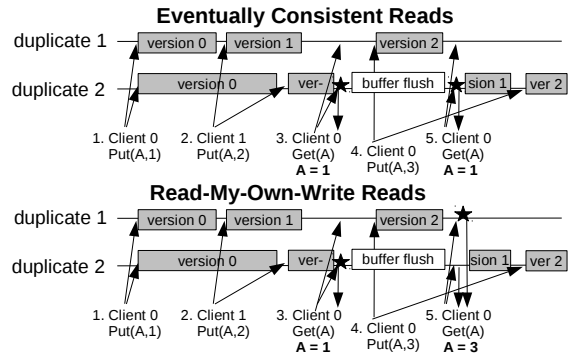 Eventually Consistent Reads
duplicate 1
version 0
version 1
version 2
duplicate 2
version 0
ver-
buffer flush
sion 1
ver 2
1. Client 0
Put(A,1)
2. Client 1
Put(A,2)
3. Client 0
Get(A)
A = 1
4. Client 0
Put(A,3)
5. Client 0
Get(A)
A = 1
Read-My-Own-Write Reads
duplicate 1
version 0
version 1
version 2
duplicate 2
version 0
ver-
buffer flush
sion 1
ver 2
1. Client 0
Put(A,1)
2. Client 1
Put(A,2)
3. Client 0
Get(A)
A = 1
4. Client 0
Put(A,3)
5. Client 0
Get(A)
A = 3